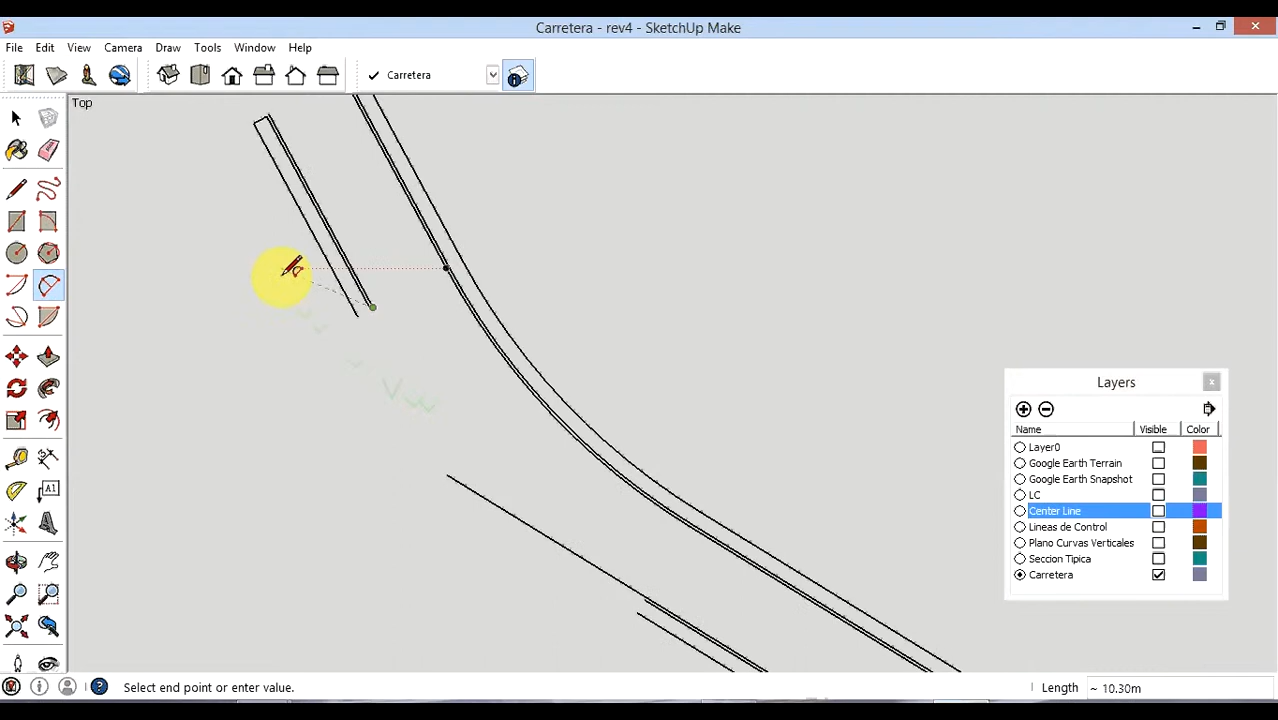 Carretera - rev4 - SketchUp Make
File Edit View Camera Draw Tools Window Help
Carretera
Top
Layers
Name Visible Color
Layer0
Google Earth Terrain
Google Earth Snapshot
LC
Center Line
Lineas de Control
Plano Curvas Verticales
Seccion Tipica
Carretera
A1
Select end point or enter value.
Length ~ 10.30m